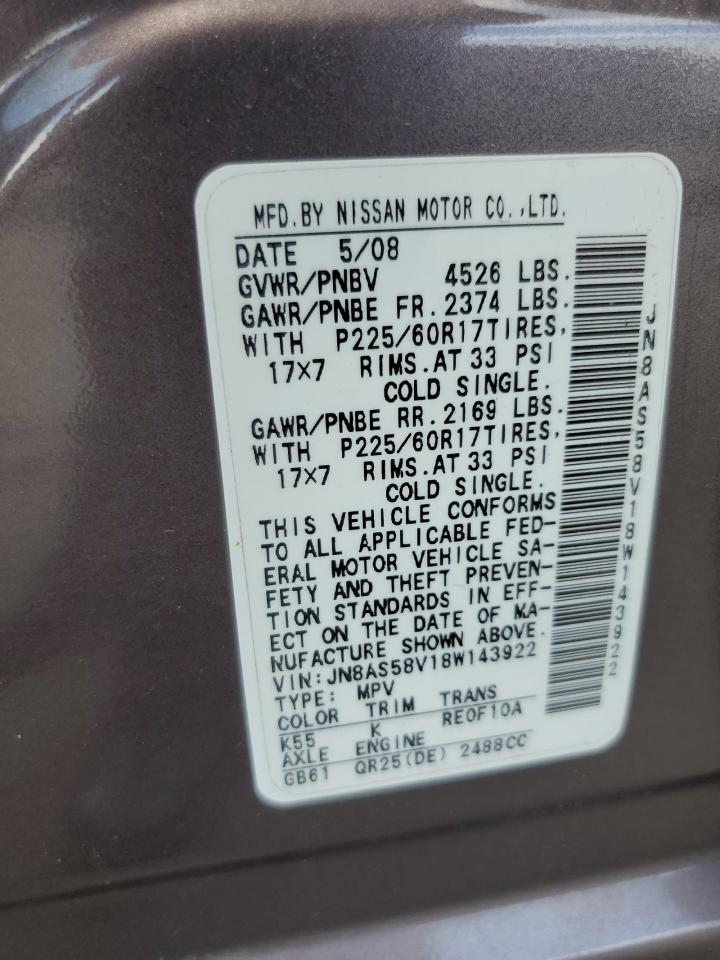 MFD.BY NISSAN MOTOR CO.,LTD.
DATE 5/08
GVWR/PNBV 4526 LBS.
GAWR/PNBE FR. 2374 LBS.
WITH P225/60R17TIRES,
17×7 RIMS.AT 33 PSI
COLD SINGLE.
GAWR/PNBE RR. 2169 LBS.
WITH P225/60R17TIRES,
17×7 RIMS.AT 33 PSI
COLD SINGLE.
THIS VEHICLE CONFORMS
TO ALL APPLICABLE FED-
ERAL MOTOR VEHICLE SA-
FETY AND THEFT PREVEN-
TION STANDARDS IN EFF-
ECT ON THE DATE OF MA-
NUFACTURE SHOWN ABOVE.
VIN:JN8AS58V18W143922
TYPE: MPV
COLOR TRIM TRANS
K55 K RE0F10A
AXLE ENGINE
GB61 QR25(DE) 2488CC
JN8AS58V18W143922